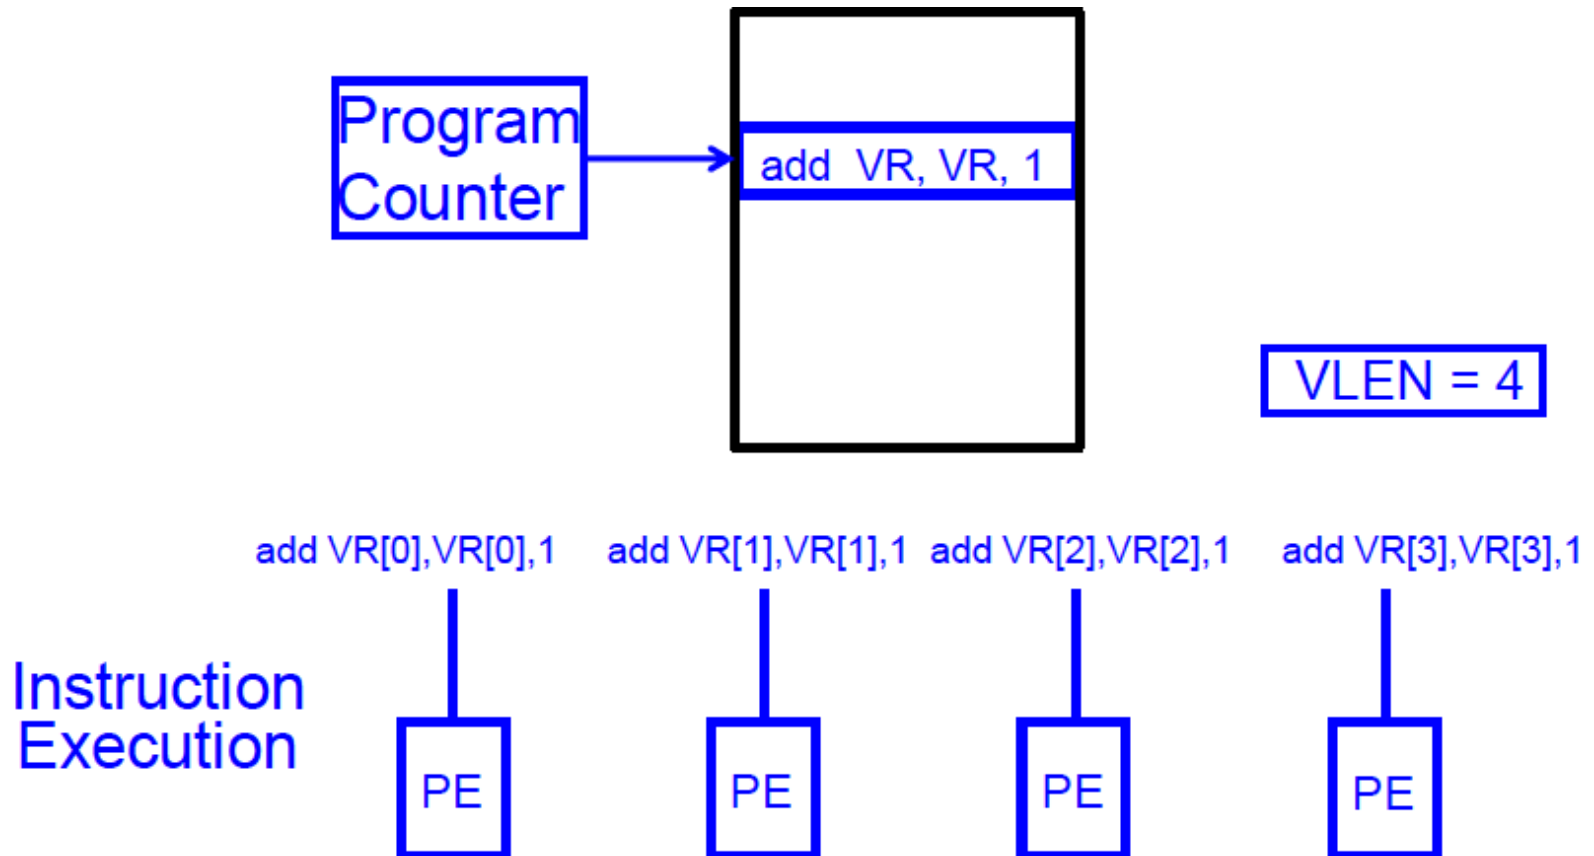 Program
Counter
add VR, VR, 1
VLEN = 4
add VR[0],VR[0],1
add VR[1],VR[1],1
add VR[2],VR[2],1
add VR[3],VR[3],1
Instruction
Execution
PE
PE
PE
PE